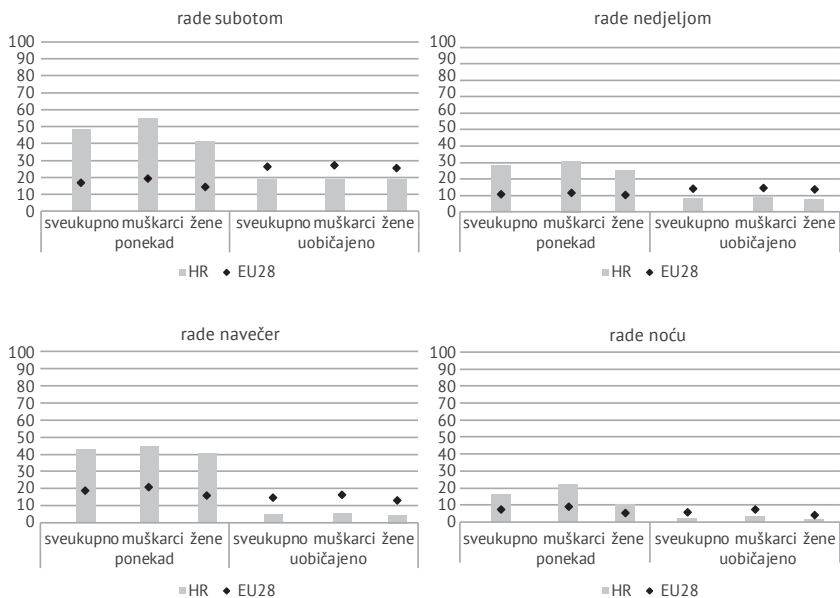 rade subotom
100
90
80
70
60
50
40
30
20
10
0
sveukupno muškarci žene sveukupno muškarci žene
ponekad uobičajeno
HR EU28
rade nedjeljom
100
90
80
70
60
50
40
30
20
10
0
sveukupno muškarci žene sveukupno muškarci žene
ponekad uobičajeno
HR EU28
rade navečer
100
90
80
70
60
50
40
30
20
10
0
sveukupno muškarci žene sveukupno muškarci žene
ponekad uobičajeno
HR EU28
rade noću
100
90
80
70
60
50
40
30
20
10
0
sveukupno muškarci žene sveukupno muškarci žene
ponekad uobičajeno
HR EU28